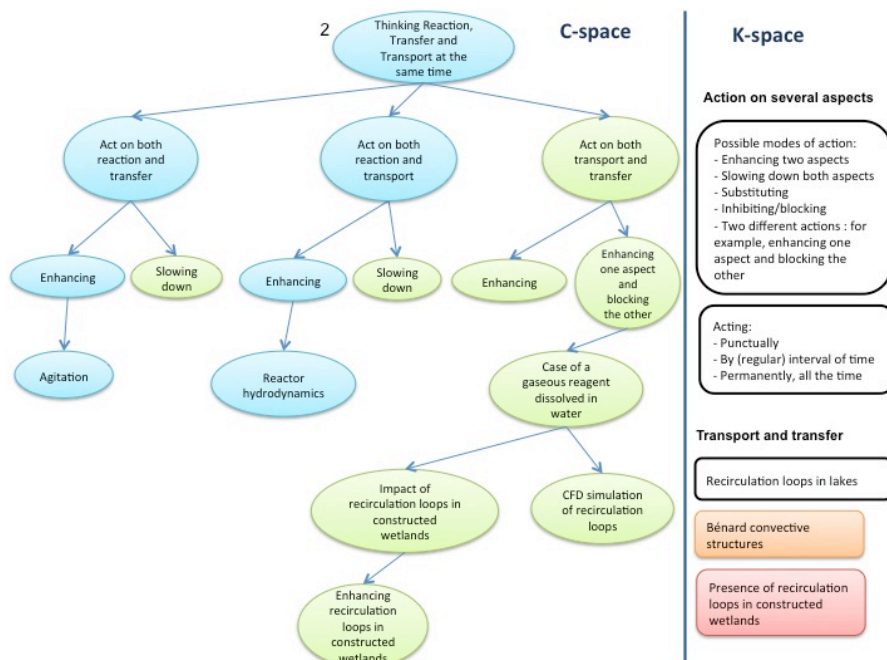 2
Thinking Reaction,
Transfer and
Transport at the
same time
C-space
K-space
Action on several aspects
Act on both
reaction and
transfer
Act on both
reaction and
transport
Act on both
transport and
transfer
Possible modes of action:
- Enhancing two aspects
- Slowing down both aspects
- Substituting
- Inhibiting/blocking
- Two different actions : for
example, enhancing one
aspect and blocking the
other
Enhancing
Slowing
down
Enhancing
Slowing
down
Enhancing
Enhancing
one aspect
and
blocking
the other
Acting:
- Punctually
- By (regular) interval of time
- Permanently, all the time
Agitation
Reactor
hydrodynamics
Case of a
gaseous reagent
dissolved in
water
Transport and transfer
Recirculation loops in lakes
Impact of
recirculation loops in
constructed
wetlands
CFD simulation
of recirculation
loops
Bénard convective
structures
Presence of recirculation
loops in constructed
wetlands
Enhancing
recirculation
loops in
constructed
wetlands